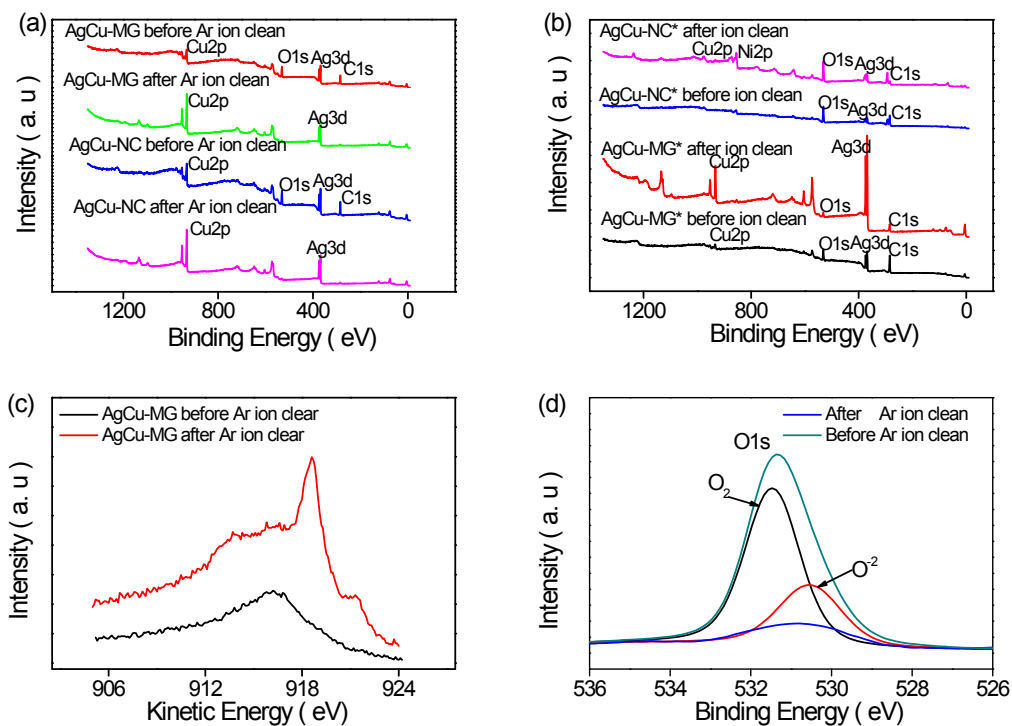 (a)
AgCu-MG before Ar ion clean
Cu2p
O1s
Ag3d
C1s
AgCu-MG after Ar ion clean
Cu2p
Ag3d
AgCu-NC before Ar ion clean
Cu2p
O1s
Ag3d
C1s
AgCu-NC after Ar ion clean
Cu2p
Ag3d
Intensity ( a. u )
1200 800 400 0
Binding Energy ( eV)
(b)
AgCu-NC* after ion clean
Cu2p Ni2p
O1s Ag3d C1s
AgCu-NC* before ion clean
O1s Ag3d C1s
AgCu-MG* after ion clean
Ag3d
Cu2p
O1s
C1s
AgCu-MG* before ion clean
Cu2p
O1s Ag3d C1s
Intensity ( a. u )
1200 800 400 0
Binding Energy ( eV)
(c)
AgCu-MG before Ar ion clear
AgCu-MG after Ar ion clear
Intensity ( a. u )
906 912 918 924
Kinetic Energy ( eV)
(d)
After Ar ion clean
Before Ar ion clean
O1s
O2
O-2
Intensity ( a. u )
536 534 532 530 528 526
Binding Energy ( eV)